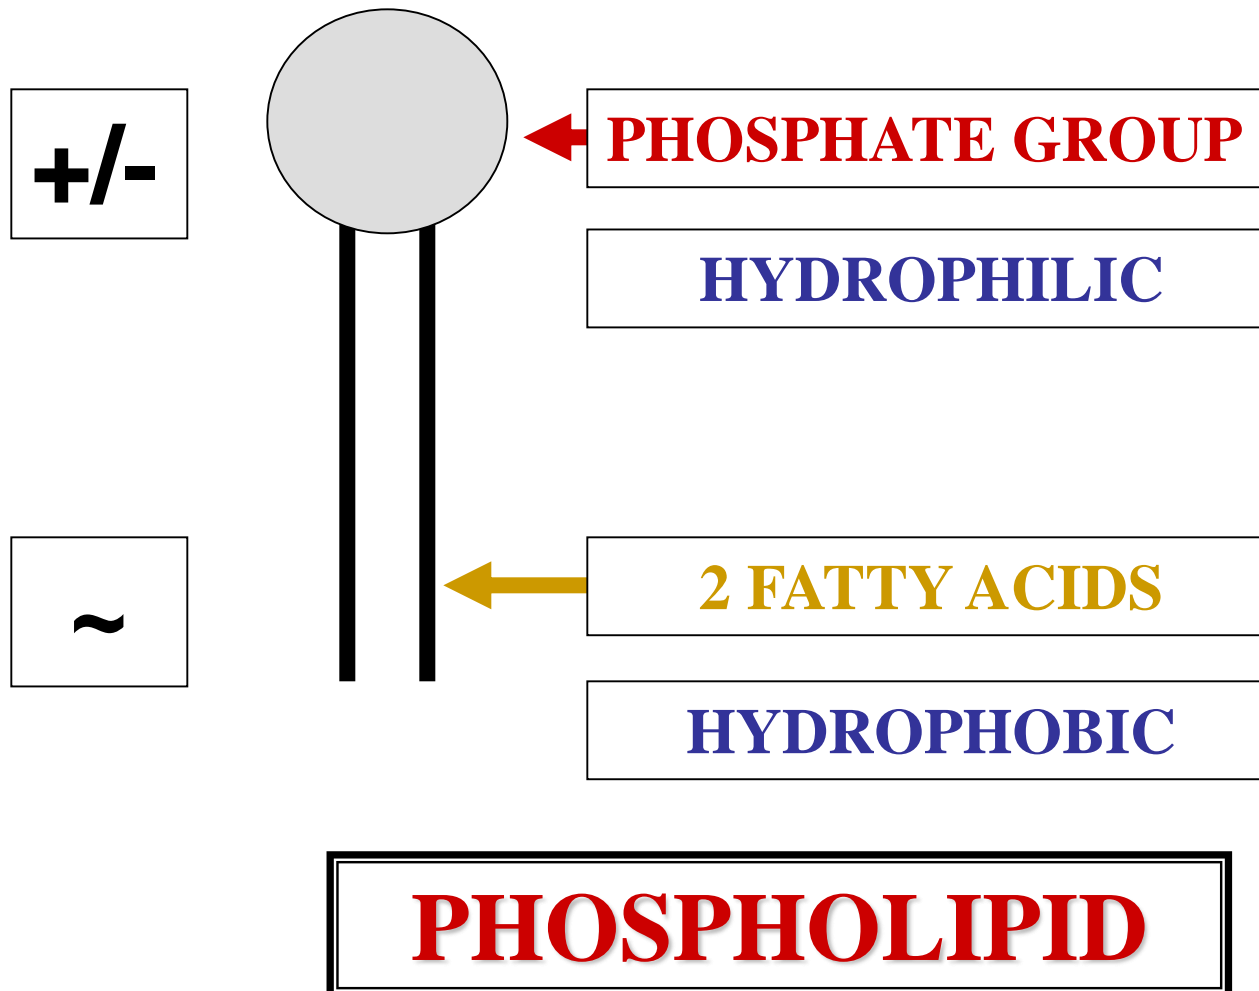 +/-
PHOSPHATE GROUP
HYDROPHILIC
~
2 FATTY ACIDS
HYDROPHOBIC
PHOSPHOLIPID